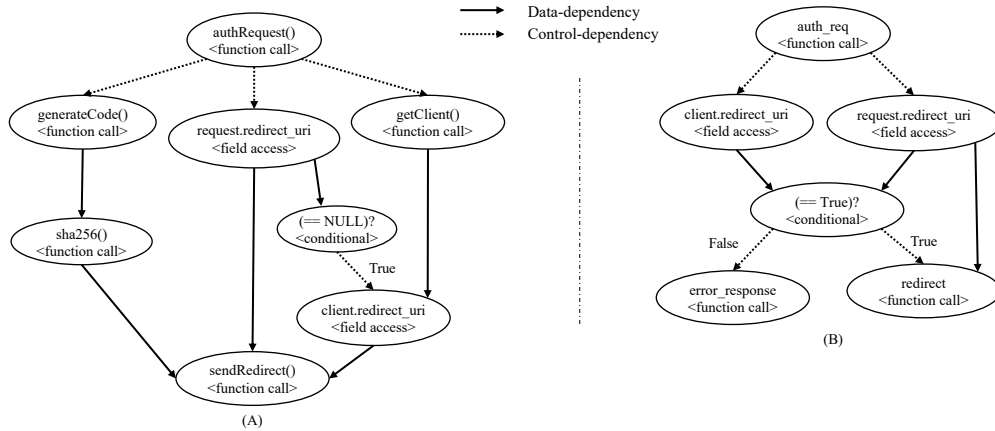 Data-dependency
Control-dependency
authRequest()
<function call>
generateCode()
<function call>
request.redirect_uri
<field access>
getClient()
<function call>
sha256()
<function call>
(== NULL)?
<conditional>
True
client.redirect_uri
<field access>
sendRedirect()
<function call>
(A)
auth_req
<function call>
client.redirect_uri
<field access>
request.redirect_uri
<field access>
(== True)?
<conditional>
False
True
error_response
<function call>
redirect
<function call>
(B)